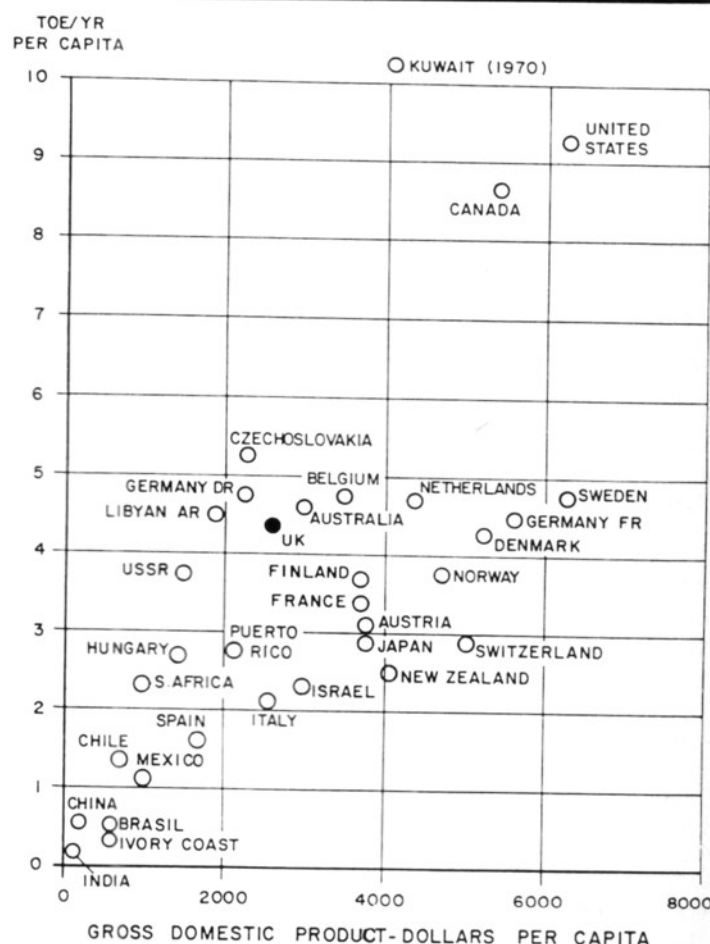 TOE/YR
PER CAPITA
10
KUWAIT (1970)
UNITED
STATES
9
CANADA
8
7
6
CZECHOSLOVAKIA
5
GERMANY DR
BELGIUM
NETHERLANDS
SWEDEN
LIBYAN AR
AUSTRALIA
GERMANY FR
UK
DENMARK
4
USSR
FINLAND
NORWAY
FRANCE
3
PUERTO
RICO
AUSTRIA
HUNGARY
JAPAN
SWITZERLAND
S.AFRICA
ISRAEL
NEW ZEALAND
2
SPAIN
ITALY
CHILE
MEXICO
1
CHINA
BRASIL
IVORY COAST
0
INDIA
0
2000
4000
6000
8000
GROSS DOMESTIC PRODUCT-DOLLARS PER CAPITA